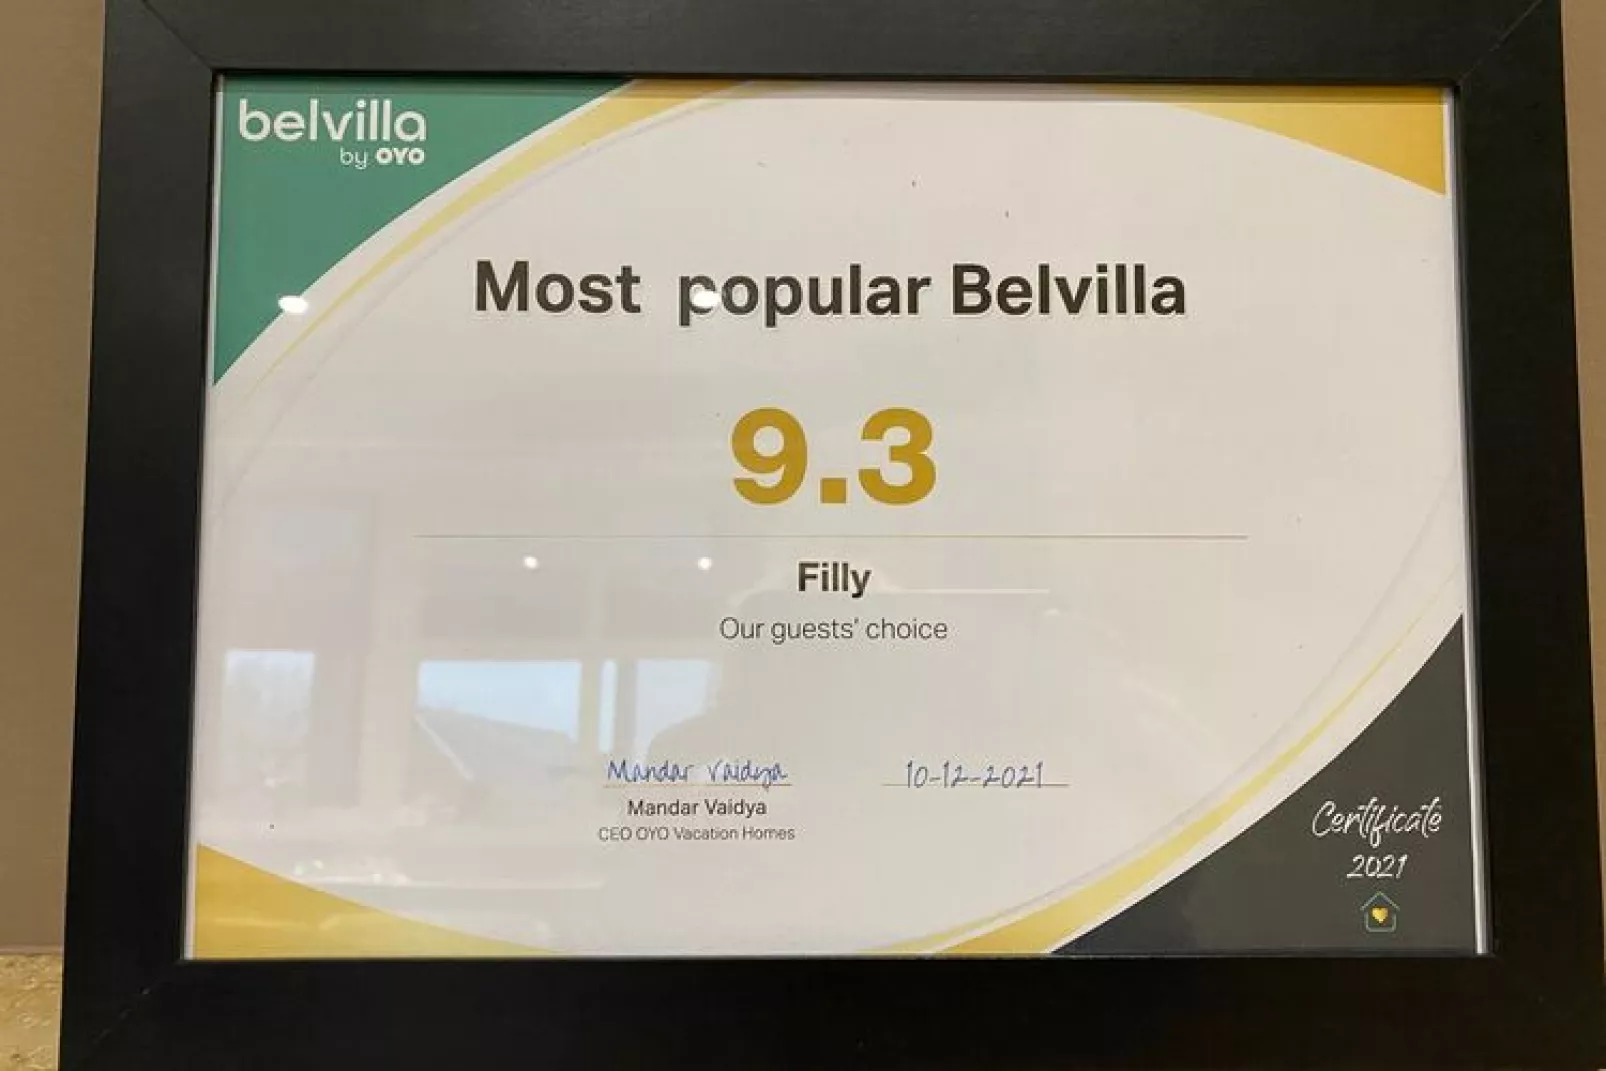 belvilla
by OYO
Most popular Belvilla
9.3
Filly
Our guests' choice
Mandar Vaidya 10-12-2021
Mandar Vaidya
CEO OYO Vacation Homes
Certificate
2021